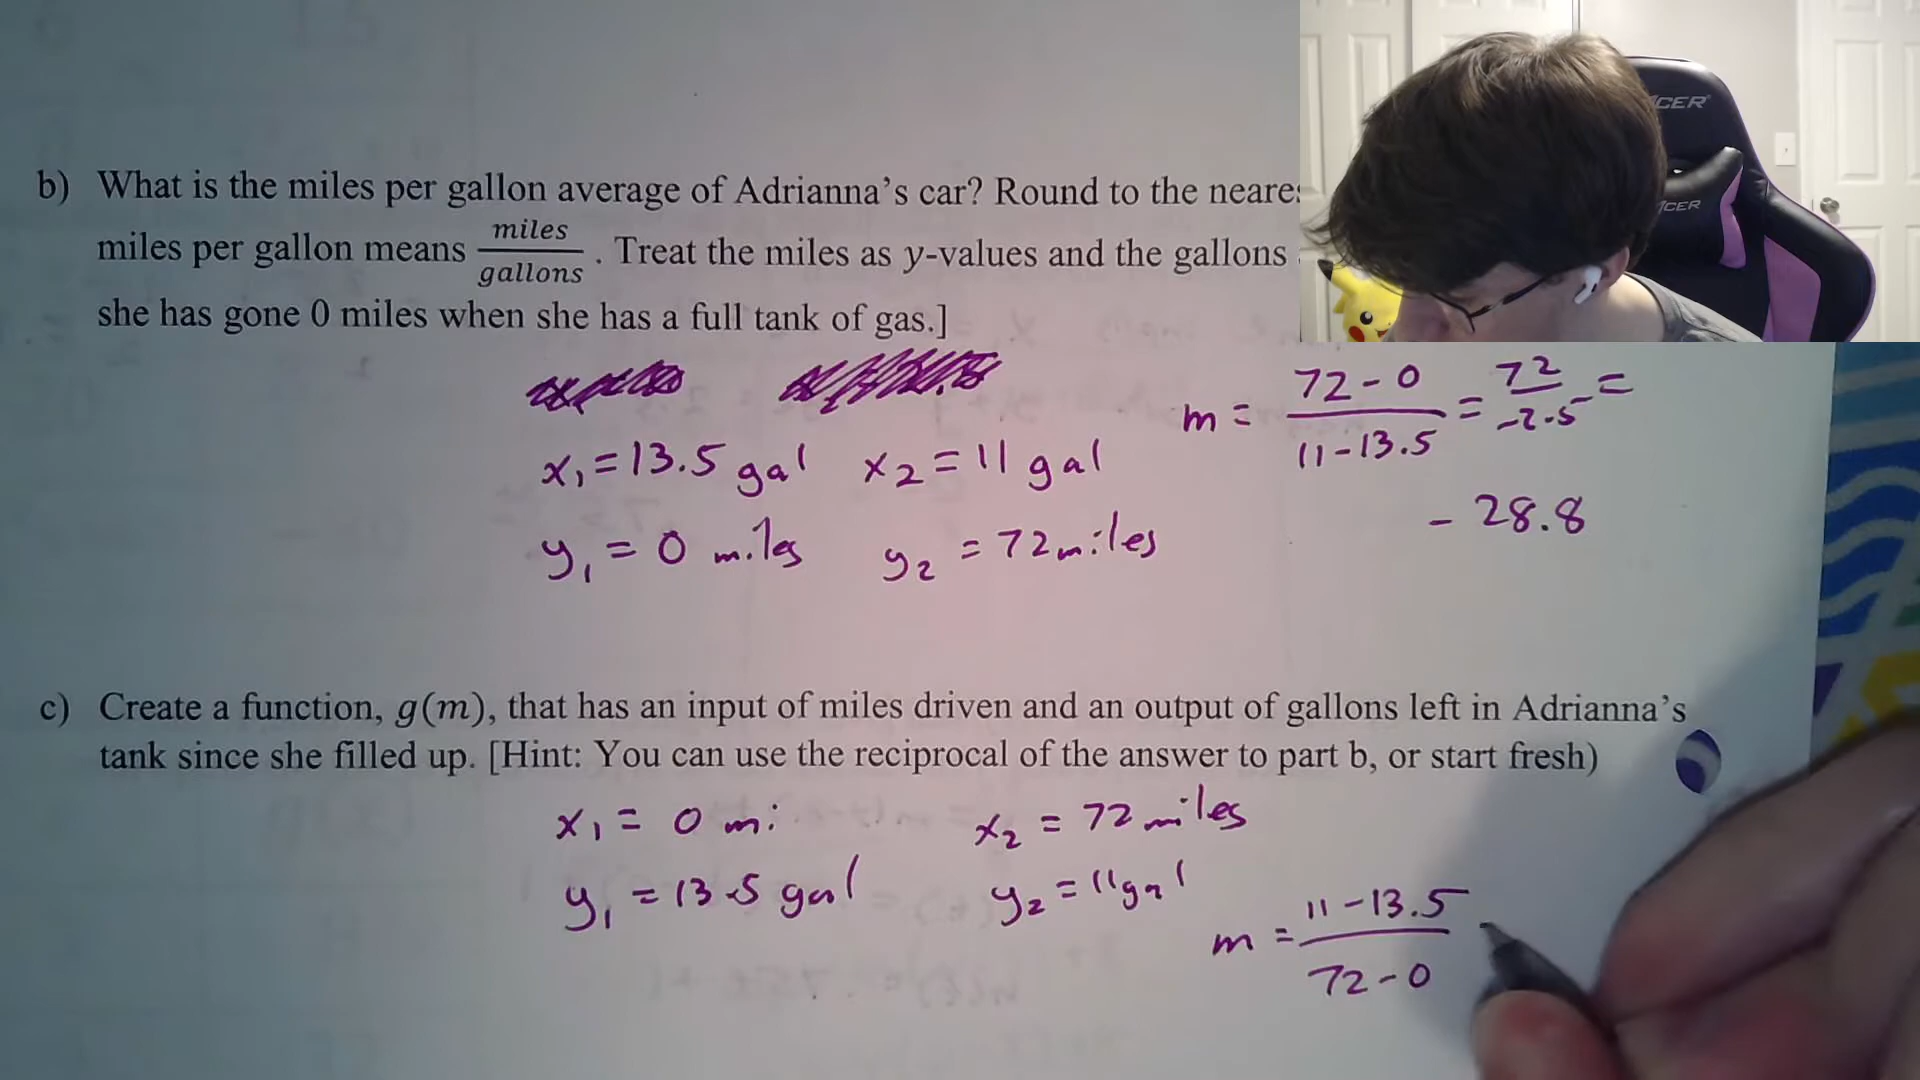 b) What is the miles per gallon average of Adrianna's car? Round to the
miles per gallon means miles/gallons . Treat the miles as y-values and the gallons
she has gone 0 miles when she has a full tank of gas.]
x₁ = 13.5 gal x₂ = 11 gal
y₁ = 0 miles y₂ = 72 miles
m = (72 - 0)/(11 - 13.5) = 72/-2.5 =
- 28.8
c) Create a function, g(m), that has an input of miles driven and an output of gallons left in Adrianna's
tank since she filled up. [Hint: You can use the reciprocal of the answer to part b, or start fresh)
x₁ = 0 mi x₂ = 72 miles
y₁ = 13.5 gal y₂ = 11 gal
m = (11 - 13.5)/(72 - 0)